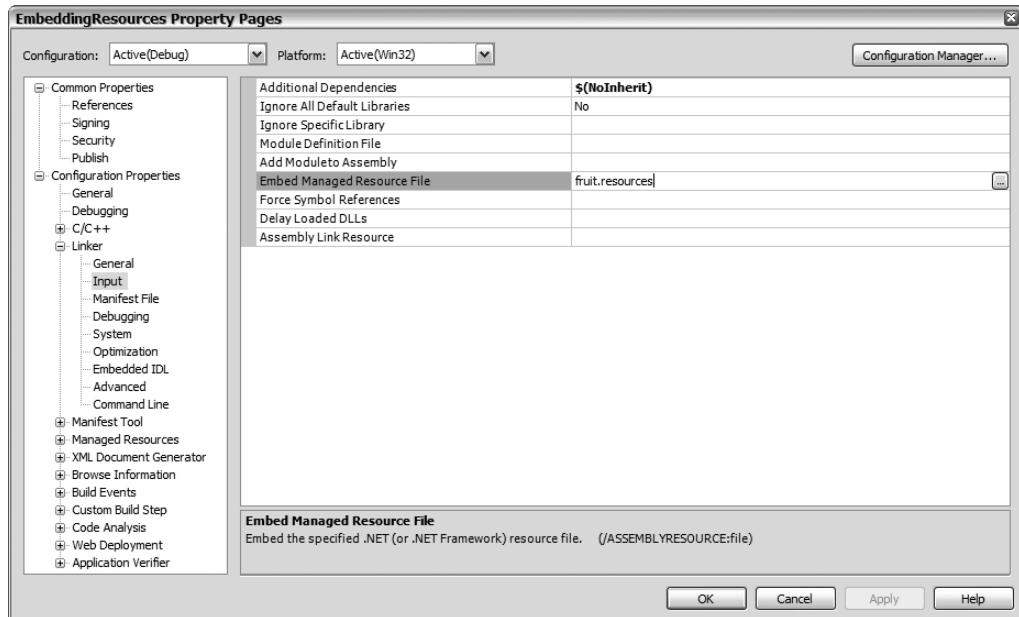 EmbeddingResources Property Pages
Configuration: Active(Debug) Platform: Active(Win32) Configuration Manager...
Common Properties
References
Signing
Security
Publish
Configuration Properties
General
Debugging
C/C++
Linker
General
Input
Manifest File
Debugging
System
Optimization
Embedded IDL
Advanced
Command Line
Manifest Tool
Managed Resources
XML Document Generator
Browse Information
Build Events
Custom Build Step
Code Analysis
Web Deployment
Application Verifier
Additional Dependencies $(NoInherit)
Ignore All Default Libraries No
Ignore Specific Library
Module Definition File
Add Moduleto Assembly
Embed Managed Resource File fruit.resources ...
Force Symbol References
Delay Loaded DLLs
Assembly Link Resource
Embed Managed Resource File
Embed the specified .NET (or .NET Framework) resource file. (/ASSEMBLYRESOURCE:file)
OK Cancel Apply Help